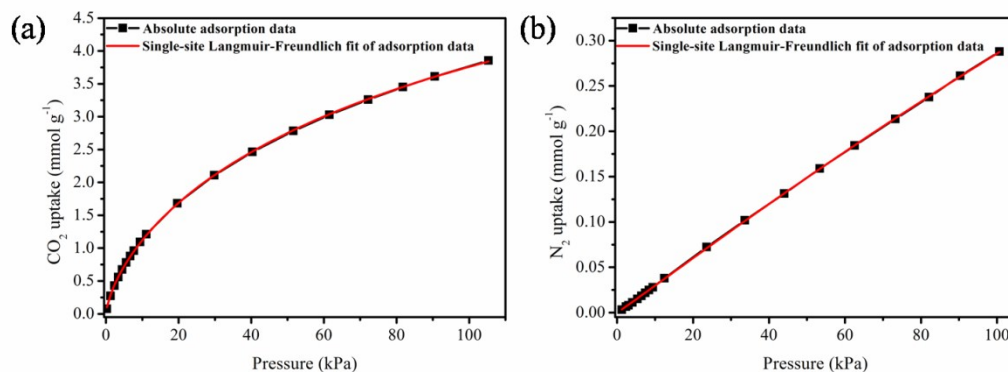 (a)
Absolute adsorption data
Single-site Langmuir-Freundlich fit of adsorption data
CO₂ uptake (mmol g⁻¹)
4.5
4.0
3.5
3.0
2.5
2.0
1.5
1.0
0.5
0.0
0 20 40 60 80 100
Pressure (kPa)
(b)
Absolute adsorption data
Single-site Langmuir-Freundlich fit of adsorption data
N₂ uptake (mmol g⁻¹)
0.30
0.25
0.20
0.15
0.10
0.05
0.00
0 20 40 60 80 100
Pressure (kPa)